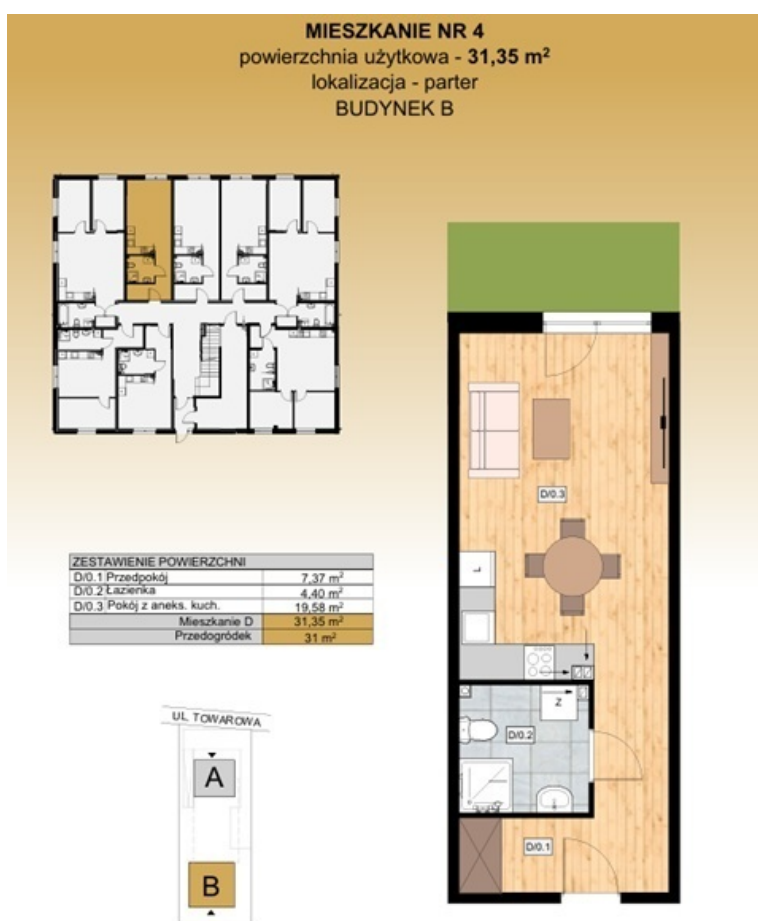 MIESZKANIE NR 4
powierzchnia użytkowa - 31,35 m²
lokalizacja - parter
BUDYNEK B
ZESTAWIENIE POWIERZCHNI
D/0.1 Przedpokój 7,37 m²
D/0.2 Łazienka 4,40 m²
D/0.3 Pokój z aneks. kuch. 19,58 m²
Mieszkanie D 31,35 m²
Przedogródek 31 m²
UL. TOWAROWA
A
B
D/0.3
L
Z
D/0.2
D/0.1